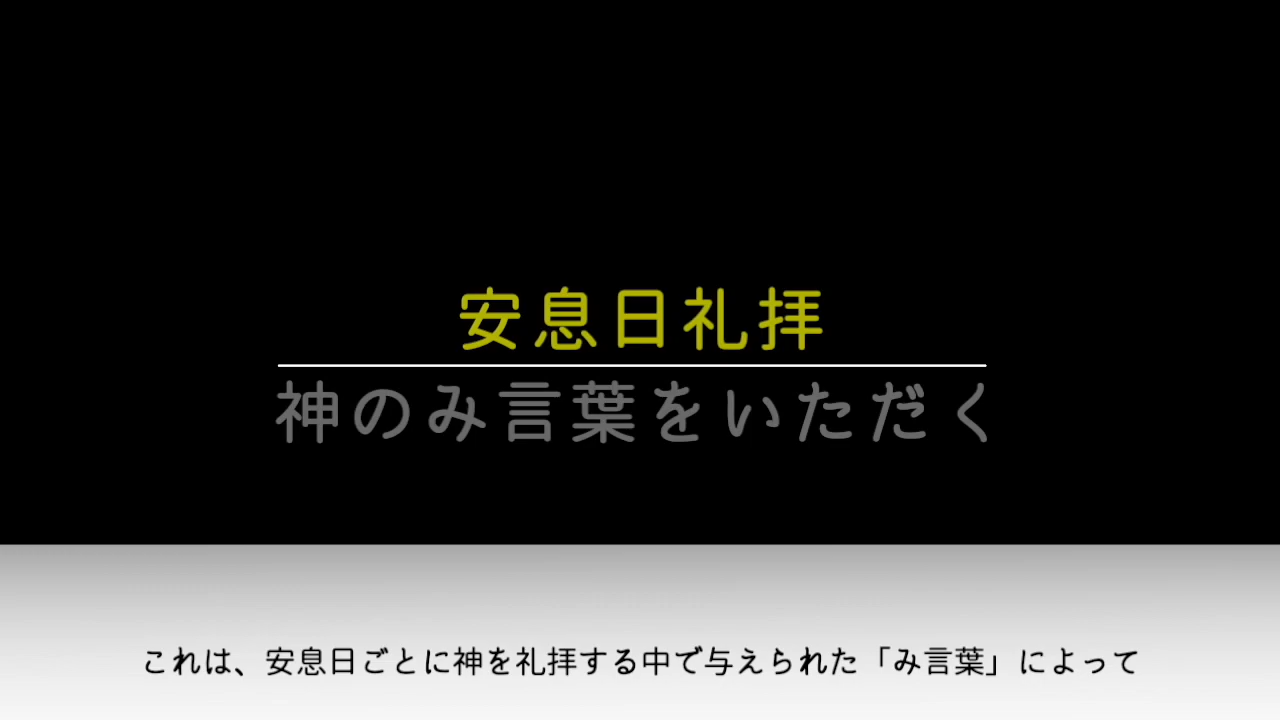 安息日礼拝
神のみ言葉をいただく
これは、安息日ごとに神を礼拝する中で与えられた「み言葉」によって